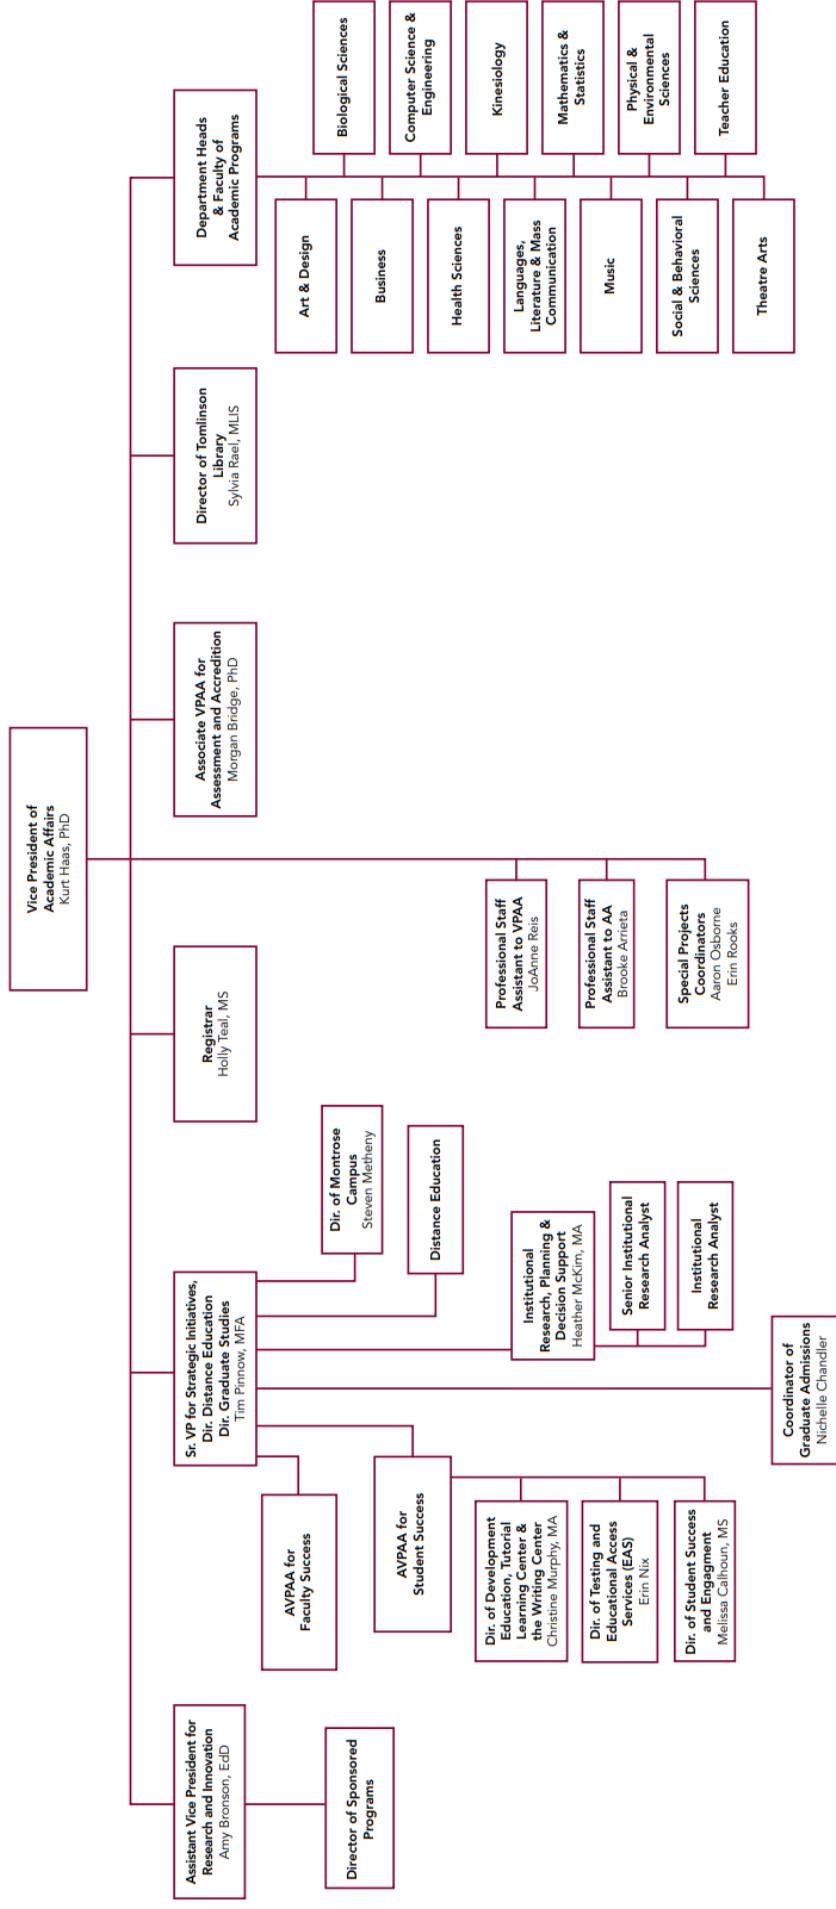 Vice President of
Academic Affairs
Kurt Haas, PhD
Assistant Vice President for
Research and Innovation
Amy Bronson, EdD
Director of Sponsored
Programs
Sr. VP for Strategic Initiatives,
Dir. Distance Education
Dir. Graduate Studies
Tim Pinnow, MFA
AVPAA for
Faculty Success
AVPAA for
Student Success
Dir. of Development
Education, Tutorial
Learning Center &
the Writing Center
Christine Murphy, MA
Dir. of Testing and
Educational Access
Services (EAS)
Erin Nix
Dir. of Student Success
and Engagment
Melissa Calhoun, MS
Coordinator of
Graduate Admissions
Nichelle Chandler
Institutional
Research, Planning &
Decision Support
Heather McKim, MA
Senior Institutional
Research Analyst
Institutional
Research Analyst
Distance Education
Dir. of Montrose
Campus
Steven Metheny
Registrar
Holly Teal, MS
Professional Staff
Assistant to VPAA
JoAnne Reis
Professional Staff
Assistant to AA
Brooke Arrieta
Special Projects
Coordinators
Aaron Osborne
Erin Rooks
Associate VPAA for
Assessment and Accredition
Morgan Bridge, PhD
Director of Tomlinson
Library
Sylvia Rael, MLIS
Department Heads
& Faculty of
Academic Programs
Art & Design
Biological Sciences
Business
Computer Science &
Engineering
Health Sciences
Kinesiology
Languages,
Literature & Mass
Communication
Mathematics &
Statistics
Music
Physical &
Environmental
Sciences
Social & Behavioral
Sciences
Teacher Education
Theatre Arts